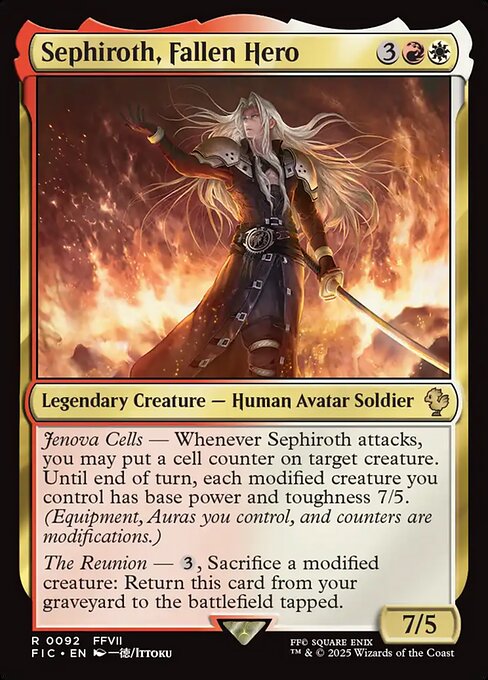 Sephiroth, Fallen Hero 3
Legendary Creature — Human Avatar Soldier
Jenova Cells — Whenever Sephiroth attacks,
you may put a cell counter on target creature.
Until end of turn, each modified creature you
control has base power and toughness 7/5.
(Equipment, Auras you control, and counters are
modifications.)
The Reunion — 3, Sacrifice a modified
creature: Return this card from your
graveyard to the battlefield tapped.
7/5
R 0092 FFVII
FIC • EN 一徳/ITTOKU
FF© SQUARE ENIX
™ & © 2025 Wizards of the Coast